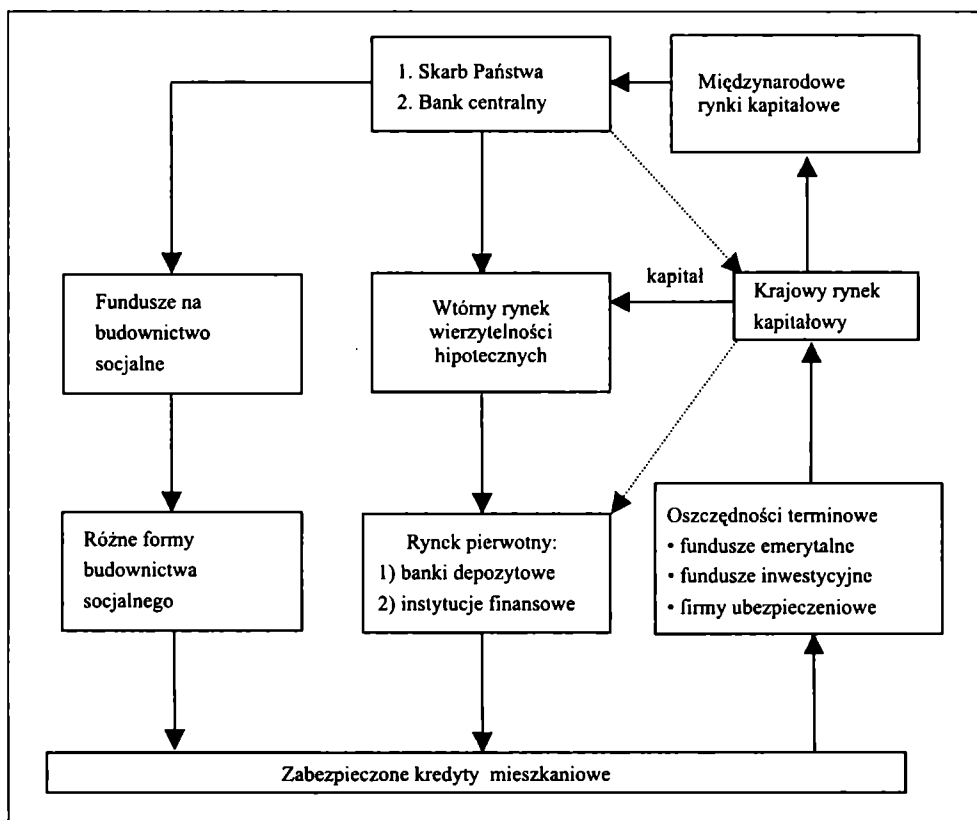 1. Skarb Państwa
2. Bank centralny
Międzynarodowe
rynki kapitałowe
Fundusze na
budownictwo
socjalne
Wtórny rynek
wierzytelności
hipotecznych
kapitał
Krajowy rynek
kapitałowy
Różne formy
budownictwa
socjalnego
Rynek pierwotny:
1) banki depozytowe
2) instytucje finansowe
Oszczędności terminowe
• fundusze emerytalne
• fundusze inwestycyjne
• firmy ubezpieczeniowe
Zabezpieczone kredyty mieszkaniowe